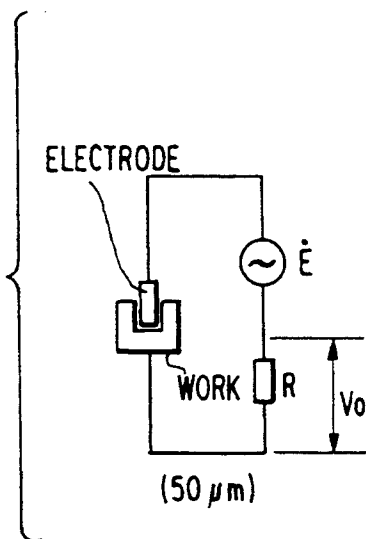 ELECTRODE
~
Ė
WORK
R
Vo
(50 μm)